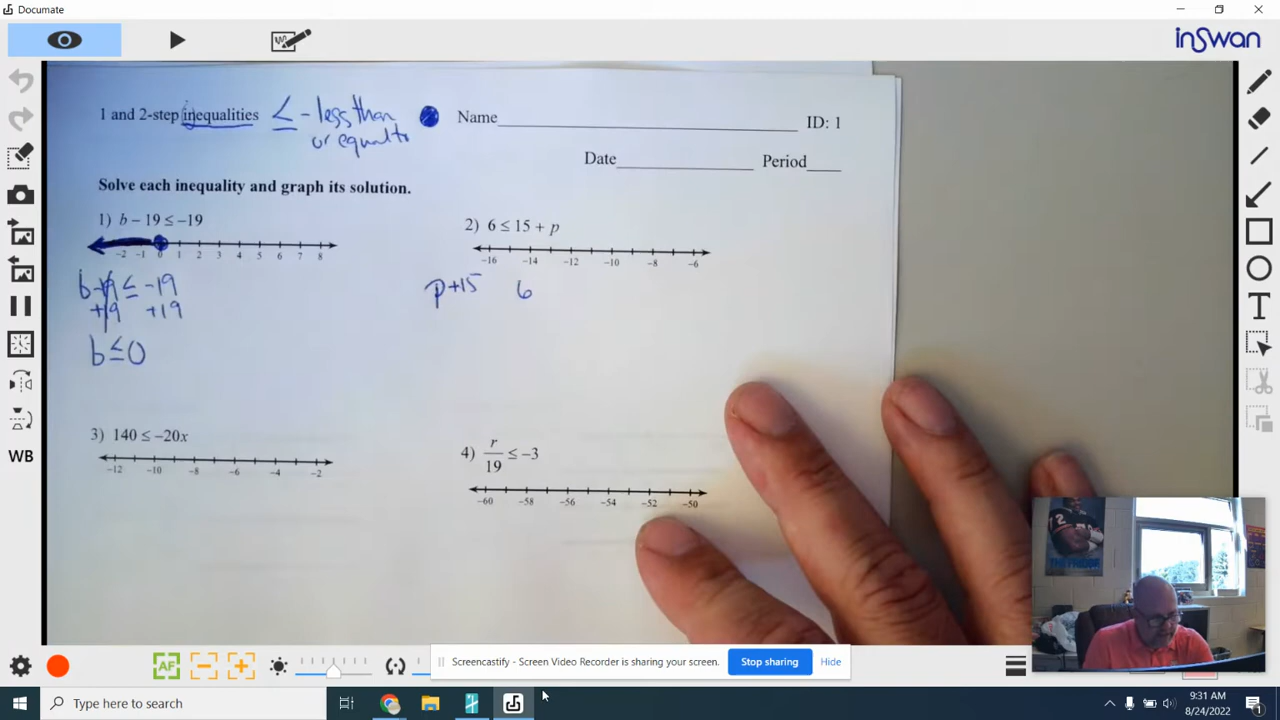 Documate
inSwan
1 and 2-step inequalities ≤ - less than
or equal to
Name ID: 1
Date Period
Solve each inequality and graph its solution.
1) b − 19 ≤ −19
-2 -1 0 1 2 3 4 5 6 7 8
b-19 ≤ -19
+19 +19
b≤0
2) 6 ≤ 15 + p
-16 -14 -12 -10 -8 -6
p+15 6
3) 140 ≤ −20x
-12 -10 -8 -6 -4 -2
4) r/19 ≤ −3
-60 -58 -56 -54 -52 -50
WB
T
AF
Screencastify - Screen Video Recorder is sharing your screen.
Stop sharing
Hide
Type here to search
9:31 AM
8/24/2022
1
72